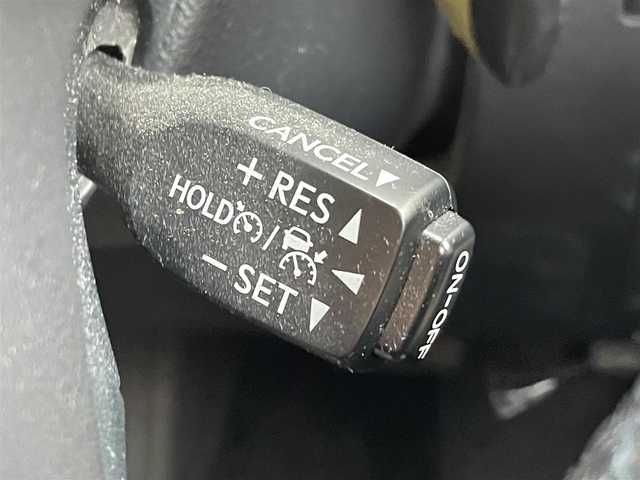 CANCEL
+ RES
HOLD /
− SET
ON-OFF